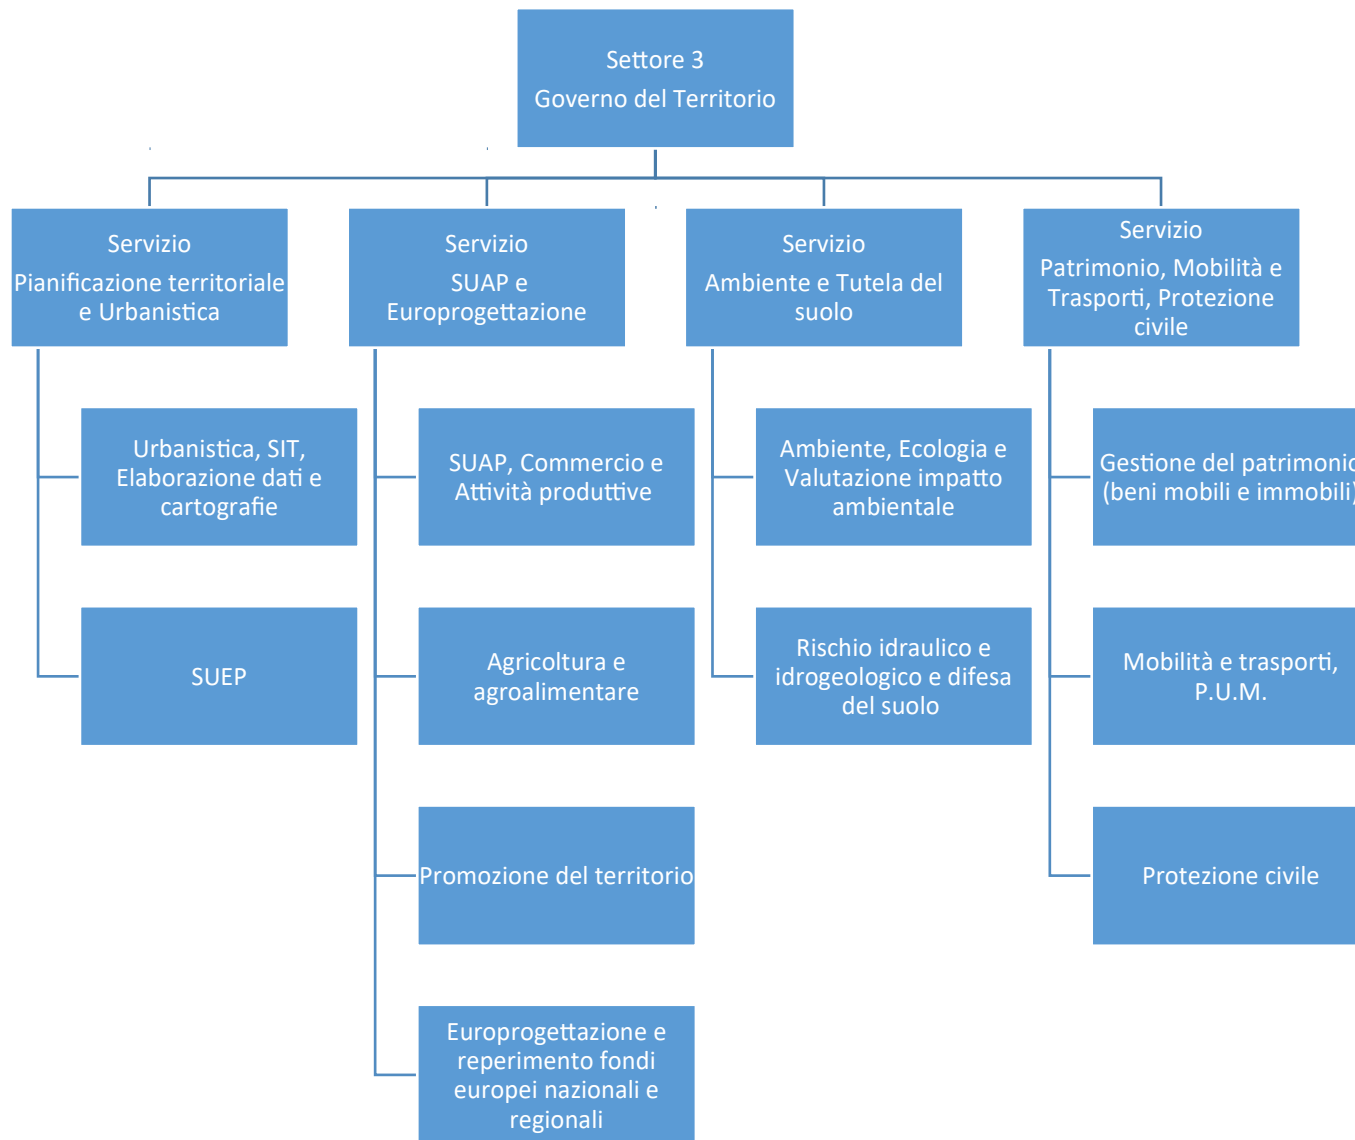 Settore 3
Governo del Territorio
Servizio
Pianificazione territoriale
e Urbanistica
Servizio
SUAP e
Europrogettazione
Servizio
Ambiente e Tutela del
suolo
Servizio
Patrimonio, Mobilità e
Trasporti, Protezione
civile
Urbanistica, SIT,
Elaborazione dati e
cartografie
SUAP, Commercio e
Attività produttive
Ambiente, Ecologia e
Valutazione impatto
ambientale
Gestione del patrimonio
(beni mobili e immobili)
SUEP
Agricoltura e
agroalimentare
Rischio idraulico e
idrogeologico e difesa
del suolo
Mobilità e trasporti,
P.U.M.
Promozione del territorio
Protezione civile
Europrogettazione e
reperimento fondi
europei nazionali e
regionali